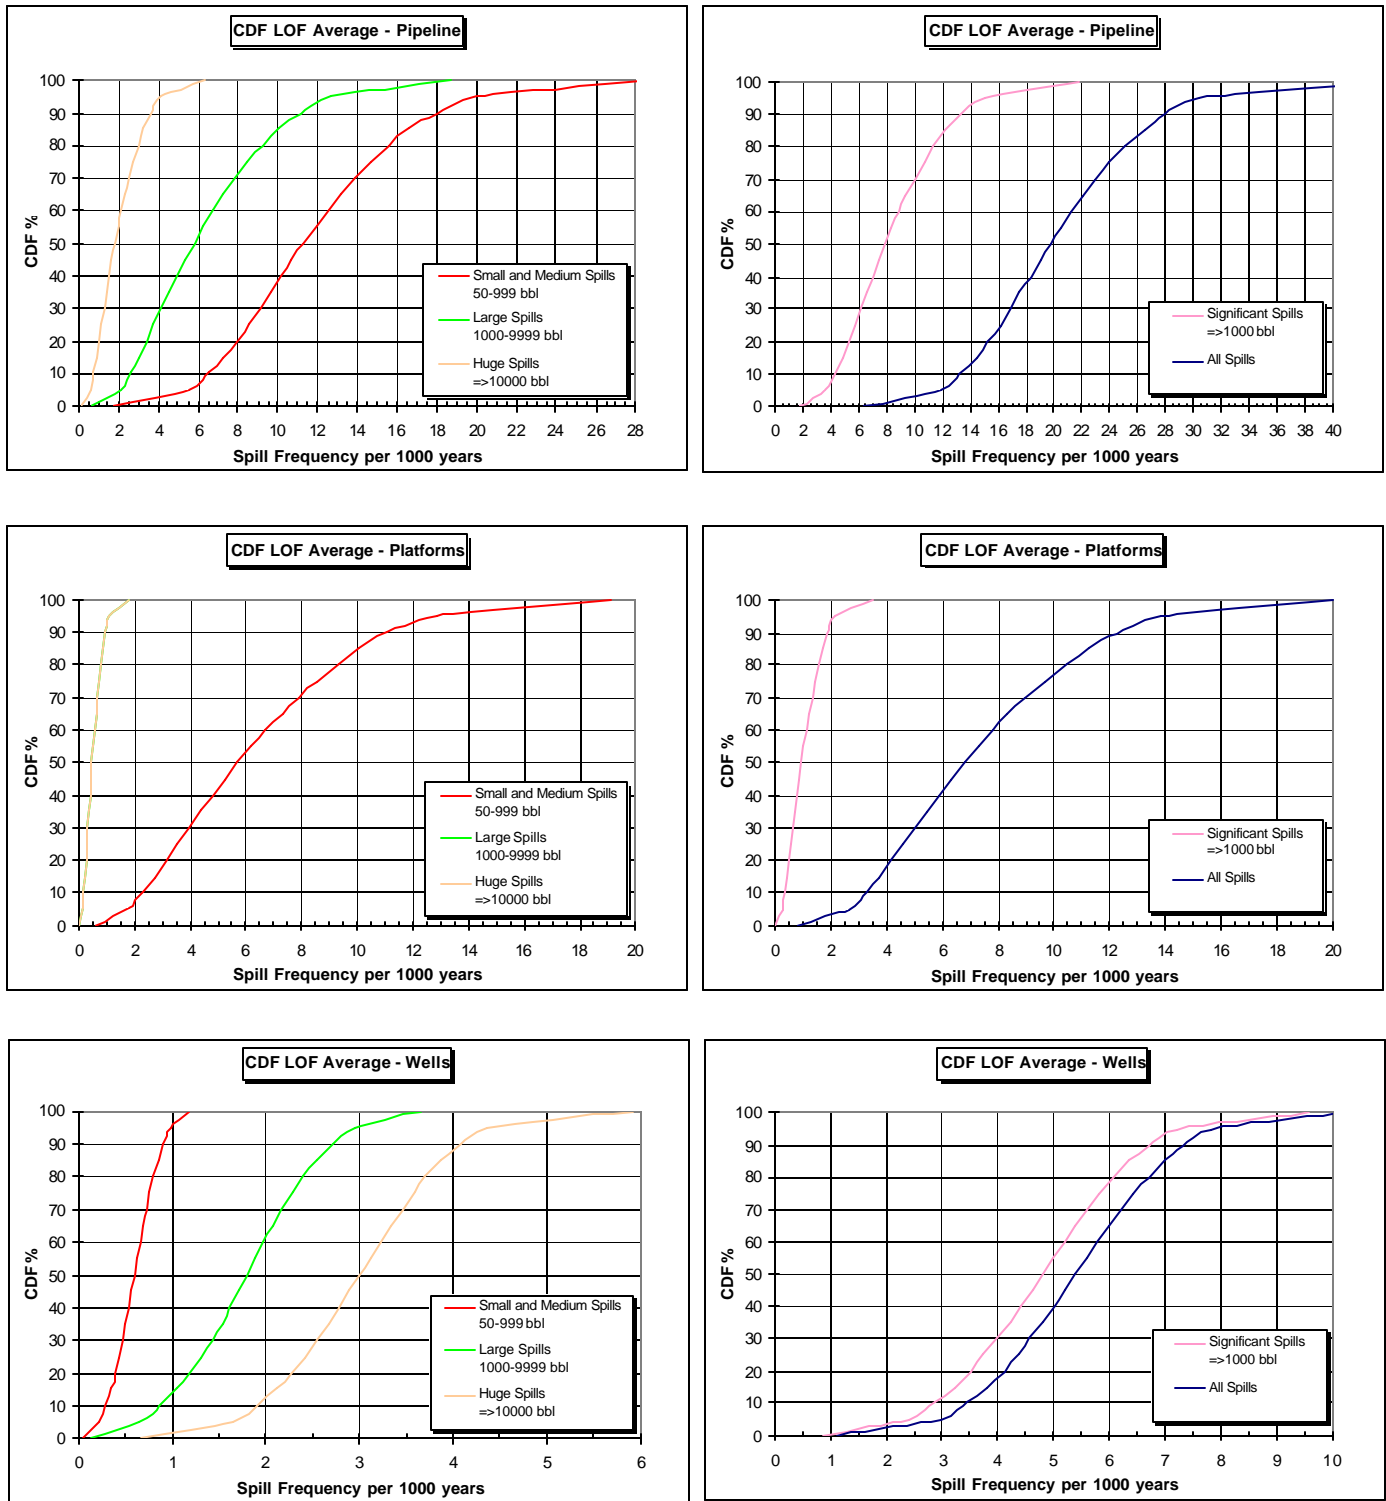 CDF LOF Average - Pipeline
100
90
80
70
60
50
40
30
20
10
0
CDF %
Small and Medium Spills
50-999 bbl
Large Spills
1000-9999 bbl
Huge Spills
=>10000 bbl
0 2 4 6 8 10 12 14 16 18 20 22 24 26 28
Spill Frequency per 1000 years
CDF LOF Average - Pipeline
100
90
80
70
60
50
40
30
20
10
0
CDF %
Significant Spills
=>1000 bbl
All Spills
0 2 4 6 8 10 12 14 16 18 20 22 24 26 28 30 32 34 36 38 40
Spill Frequency per 1000 years
CDF LOF Average - Platforms
100
90
80
70
60
50
40
30
20
10
0
CDF %
Small and Medium Spills
50-999 bbl
Large Spills
1000-9999 bbl
Huge Spills
=>10000 bbl
0 2 4 6 8 10 12 14 16 18 20
Spill Frequency per 1000 years
CDF LOF Average - Platforms
100
90
80
70
60
50
40
30
20
10
0
CDF %
Significant Spills
=>1000 bbl
All Spills
0 2 4 6 8 10 12 14 16 18 20
Spill Frequency per 1000 years
CDF LOF Average - Wells
100
90
80
70
60
50
40
30
20
10
0
CDF %
Small and Medium Spills
50-999 bbl
Large Spills
1000-9999 bbl
Huge Spills
=>10000 bbl
0 1 2 3 4 5 6
Spill Frequency per 1000 years
CDF LOF Average - Wells
100
90
80
70
60
50
40
30
20
10
0
CDF %
Significant Spills
=>1000 bbl
All Spills
0 1 2 3 4 5 6 7 8 9 10
Spill Frequency per 1000 years